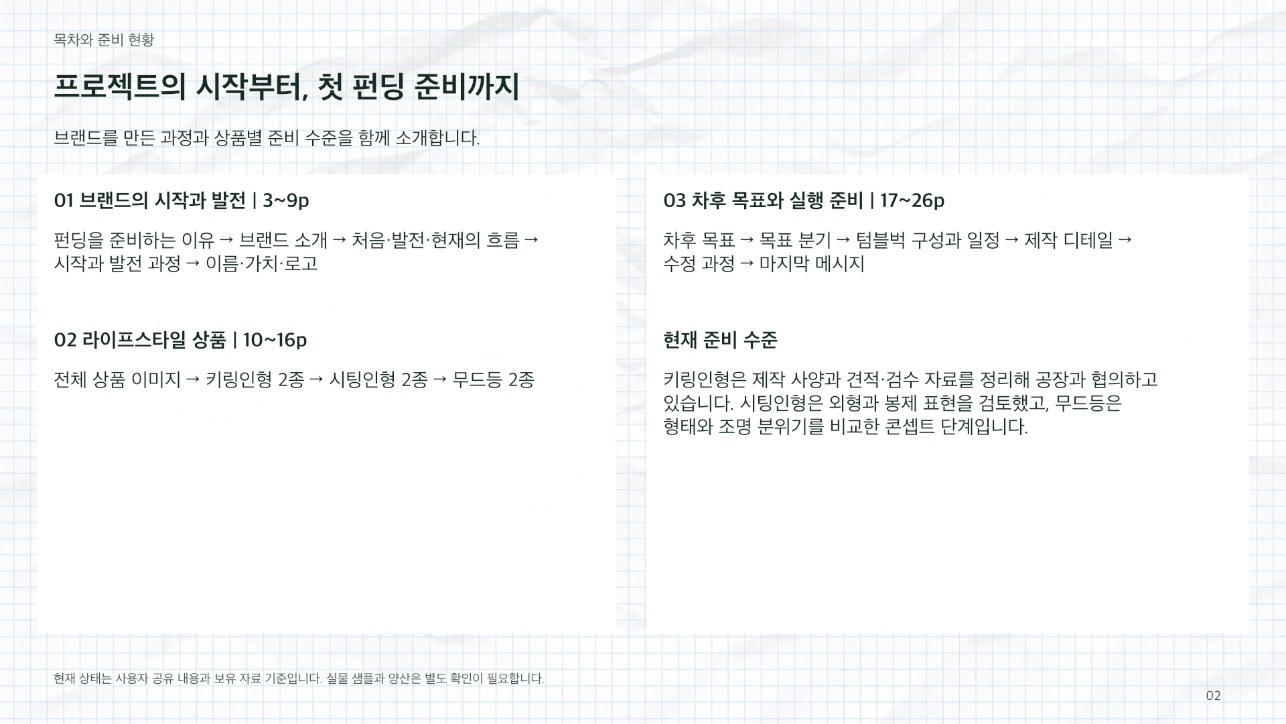 목차와 준비 현황
프로젝트의 시작부터, 첫 펀딩 준비까지
브랜드를 만든 과정과 상품별 준비 수준을 함께 소개합니다.
01 브랜드의 시작과 발전 | 3~9p
펀딩을 준비하는 이유 → 브랜드 소개 → 처음·발전·현재의 흐름 →
시작과 발전 과정 → 이름·가치·로고
02 라이프스타일 상품 | 10~16p
전체 상품 이미지 → 키링인형 2종 → 시팅인형 2종 → 무드등 2종
03 차후 목표와 실행 준비 | 17~26p
차후 목표 → 목표 분기 → 텀블벅 구성과 일정 → 제작 디테일 →
수정 과정 → 마지막 메시지
현재 준비 수준
키링인형은 제작 사양과 견적·검수 자료를 정리해 공장과 협의하고
있습니다. 시팅인형은 외형과 봉제 표현을 검토했고, 무드등은
형태와 조명 분위기를 비교한 콘셉트 단계입니다.
현재 상태는 사용자 공유 내용과 보유 자료 기준입니다. 실물 샘플과 양산은 별도 확인이 필요합니다.
02